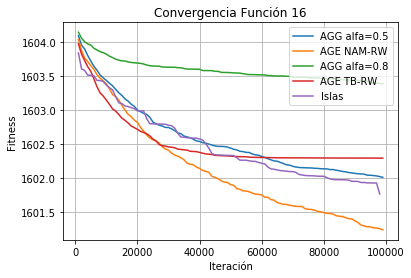 Convergencia Función 16
Fitness
1604.0
1603.5
1603.0
1602.5
1602.0
1601.5
AGG alfa=0.5
AGE NAM-RW
AGG alfa=0.8
AGE TB-RW
Islas
0
20000
40000
60000
80000
100000
Iteración